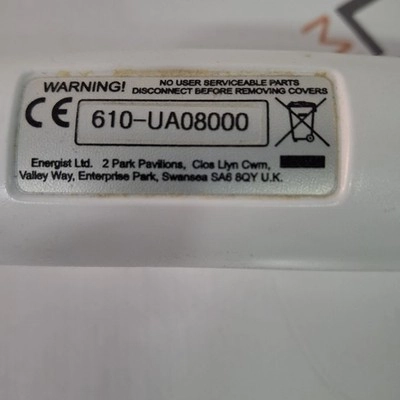 WARNING! NO USER SERVICEABLE PARTS
DISCONNECT BEFORE REMOVING COVERS
CE 610-UA08000
Energist Ltd. 2 Park Pavilions, Clos Llyn Cwm,
Valley Way, Enterprise Park, Swansea SA6 8QY U.K.